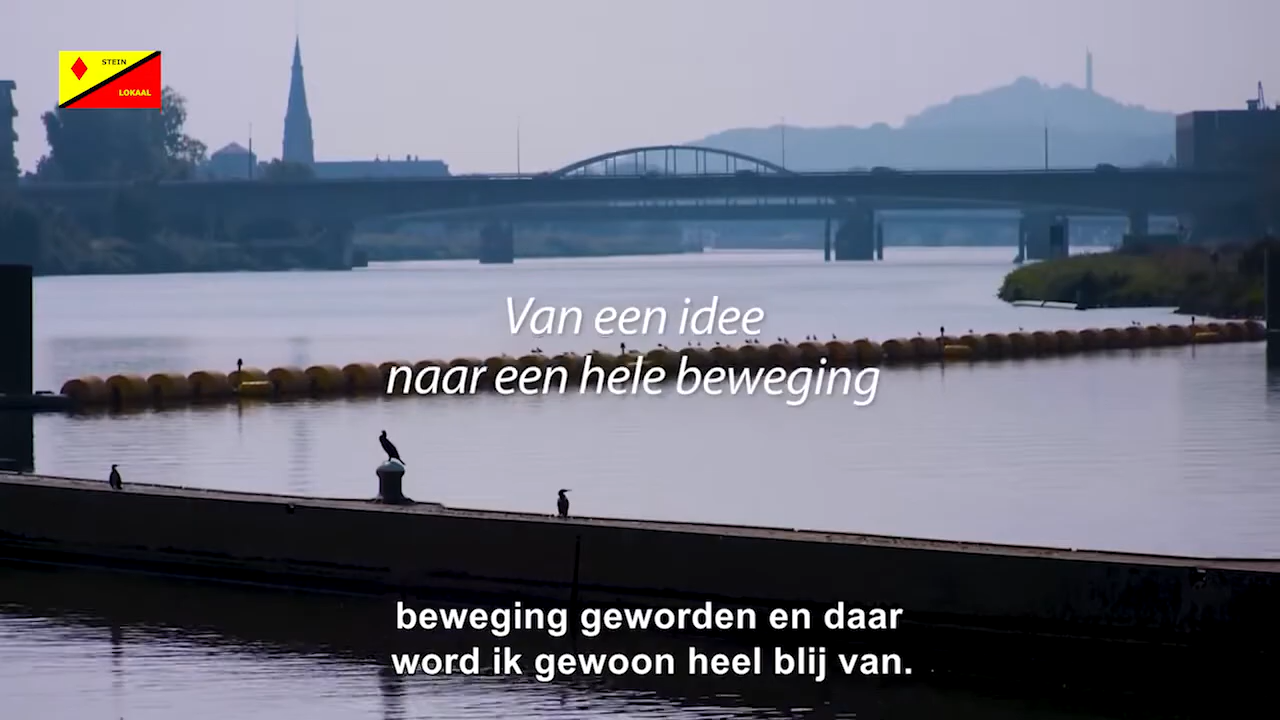 STEIN
LOKAAL
Van een idee
naar een hele beweging
beweging geworden en daar
word ik gewoon heel blij van.